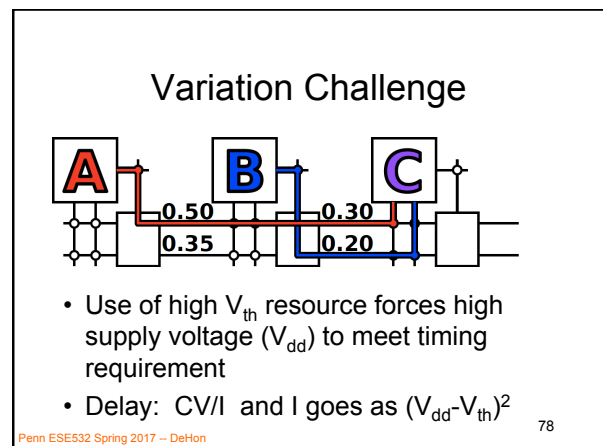 Variation Challenge
A B C
0.50 0.30
0.35 0.20
• Use of high Vth resource forces high
supply voltage (Vdd) to meet timing
requirement
• Delay: CV/I and I goes as (Vdd-Vth)2
Penn ESE532 Spring 2017 -- DeHon
78